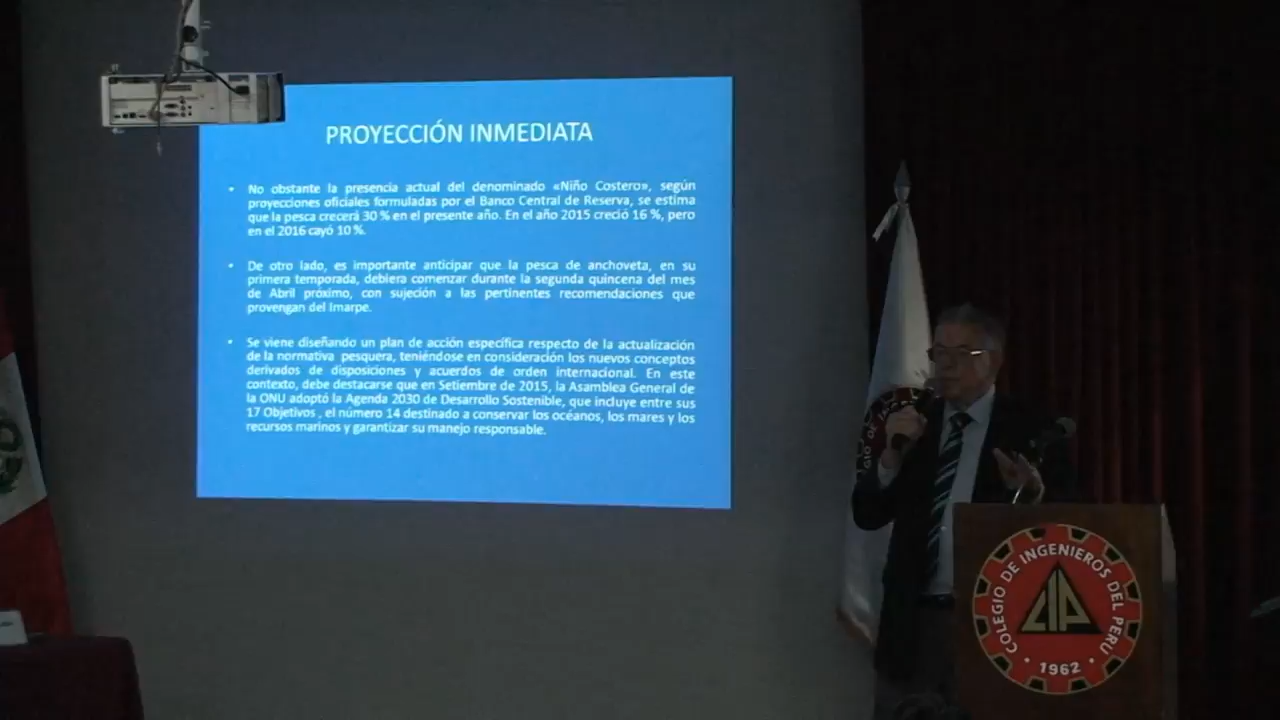 PROYECCIÓN INMEDIATA
• No obstante la presencia actual del denominado «Niño Costero», según
proyecciones oficiales formuladas por el Banco Central de Reserva, se estima
que la pesca crecerá 30 % en el presente año. En el año 2015 creció 16 %, pero
en el 2016 cayó 10 %.
• De otro lado, es importante anticipar que la pesca de anchoveta, en su
primera temporada, debiera comenzar durante la segunda quincena del mes
de Abril próximo, con sujeción a las pertinentes recomendaciones que
provengan del Imarpe.
• Se viene diseñando un plan de acción específica respecto de la actualización
de la normativa pesquera, teniéndose en consideración los nuevos conceptos
derivados de disposiciones y acuerdos de orden internacional. En este
contexto, debe destacarse que en Setiembre de 2015, la Asamblea General de
la ONU adoptó la Agenda 2030 de Desarrollo Sostenible, que incluye entre sus
17 Objetivos , el número 14 destinado a conservar los océanos, los mares y los
recursos marinos y garantizar su manejo responsable.
GIO DE
COLEGIO DE INGENIEROS DEL PERU
CIP
• 1962 •